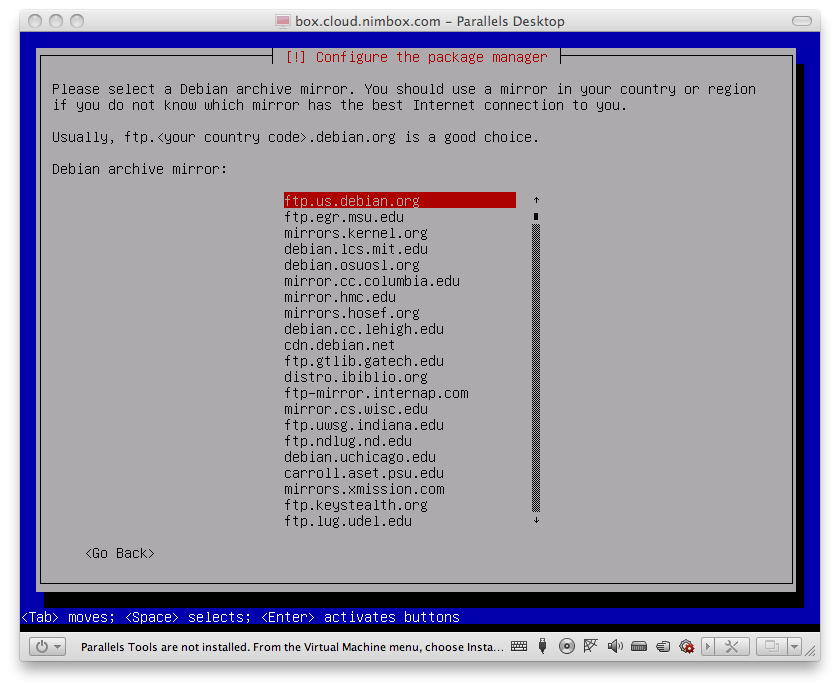 box.cloud.nimbox.com – Parallels Desktop
[!] Configure the package manager
Please select a Debian archive mirror. You should use a mirror in your country or region
if you do not know which mirror has the best Internet connection to you.
Usually, ftp.<your country code>.debian.org is a good choice.
Debian archive mirror:
ftp.us.debian.org
ftp.egr.msu.edu
mirrors.kernel.org
debian.lcs.mit.edu
debian.osuosl.org
mirror.cc.columbia.edu
mirror.hmc.edu
mirrors.hosef.org
debian.cc.lehigh.edu
cdn.debian.net
ftp.gtlib.gatech.edu
distro.ibiblio.org
ftp-mirror.internap.com
mirror.cs.wisc.edu
ftp.uwsg.indiana.edu
ftp.ndlug.nd.edu
debian.uchicago.edu
carroll.aset.psu.edu
mirrors.xmission.com
ftp.keystealth.org
ftp.lug.udel.edu
<Go Back>
<Tab> moves; <Space> selects; <Enter> activates buttons
Parallels Tools are not installed. From the Virtual Machine menu, choose Insta...